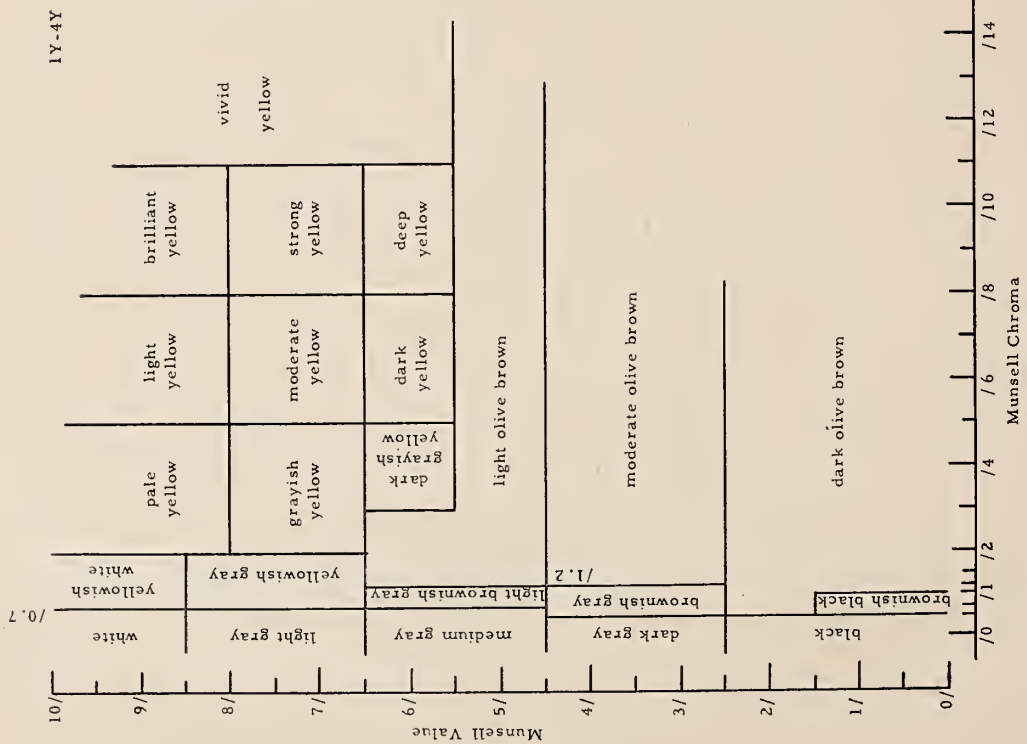 1Y-4Y
vivid
yellow
brilliant
yellow
strong
yellow
deep
yellow
light
yellow
moderate
yellow
dark
yellow
pale
yellow
grayish
yellow
dark
grayish
yellow
light olive brown
moderate olive brown
dark olive brown
yellowish
white
yellowish gray
light brownish gray
/1.2
brownish gray
brownish black
/0.7
white
light gray
medium gray
dark gray
black
10/
9/
8/
7/
6/
5/
4/
3/
2/
1/
0/
Munsell Value
/0
/1
/2
/4
/6
/8
/10
/12
/14
Munsell Chroma